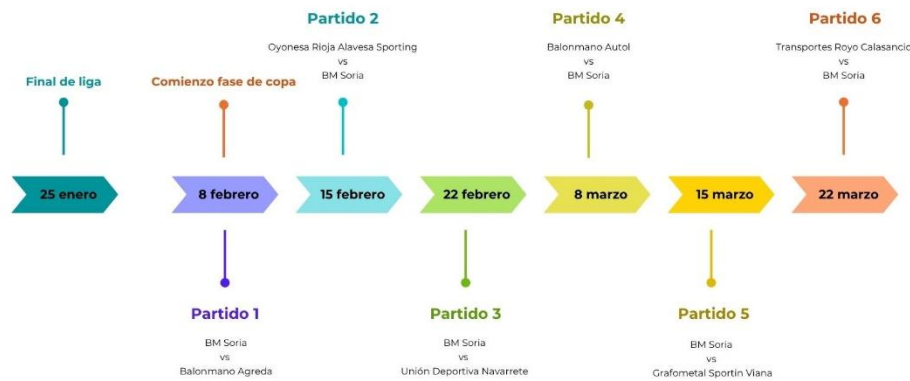 Partido 2
Oyonesa Rioja Alavesa Sporting
vs
BM Soria
Partido 4
Balonmano Autol
vs
BM Soria
Partido 6
Transportes Royo Calasancio
vs
BM Soria
Final de liga
Comienzo fase de copa
25 enero
8 febrero
15 febrero
22 febrero
8 marzo
15 marzo
22 marzo
Partido 1
BM Soria
vs
Balonmano Agreda
Partido 3
BM Soria
vs
Unión Deportiva Navarrete
Partido 5
BM Soria
vs
Grafometal Sportin Viana